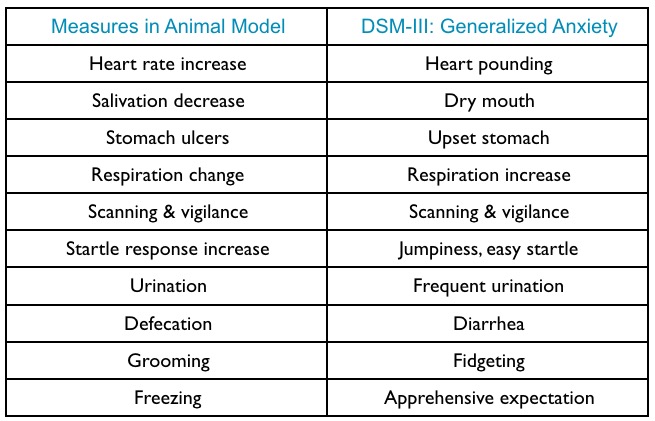 Measures in Animal Model DSM-III: Generalized Anxiety
Heart rate increase Heart pounding
Salivation decrease Dry mouth
Stomach ulcers Upset stomach
Respiration change Respiration increase
Scanning & vigilance Scanning & vigilance
Startle response increase Jumpiness, easy startle
Urination Frequent urination
Defecation Diarrhea
Grooming Fidgeting
Freezing Apprehensive expectation